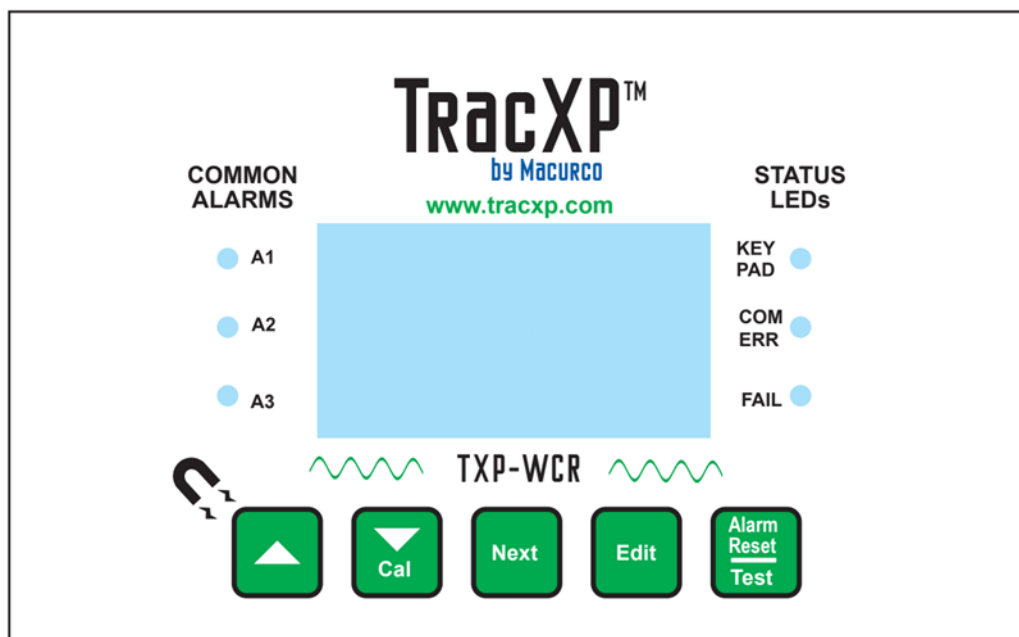 TRacXP™
by Macurco
www.tracxp.com
COMMON
ALARMS
A1
A2
A3
STATUS
LEDs
KEY
PAD
COM
ERR
FAIL
TXP-WCR
Cal
Next
Edit
Alarm
Reset
Test